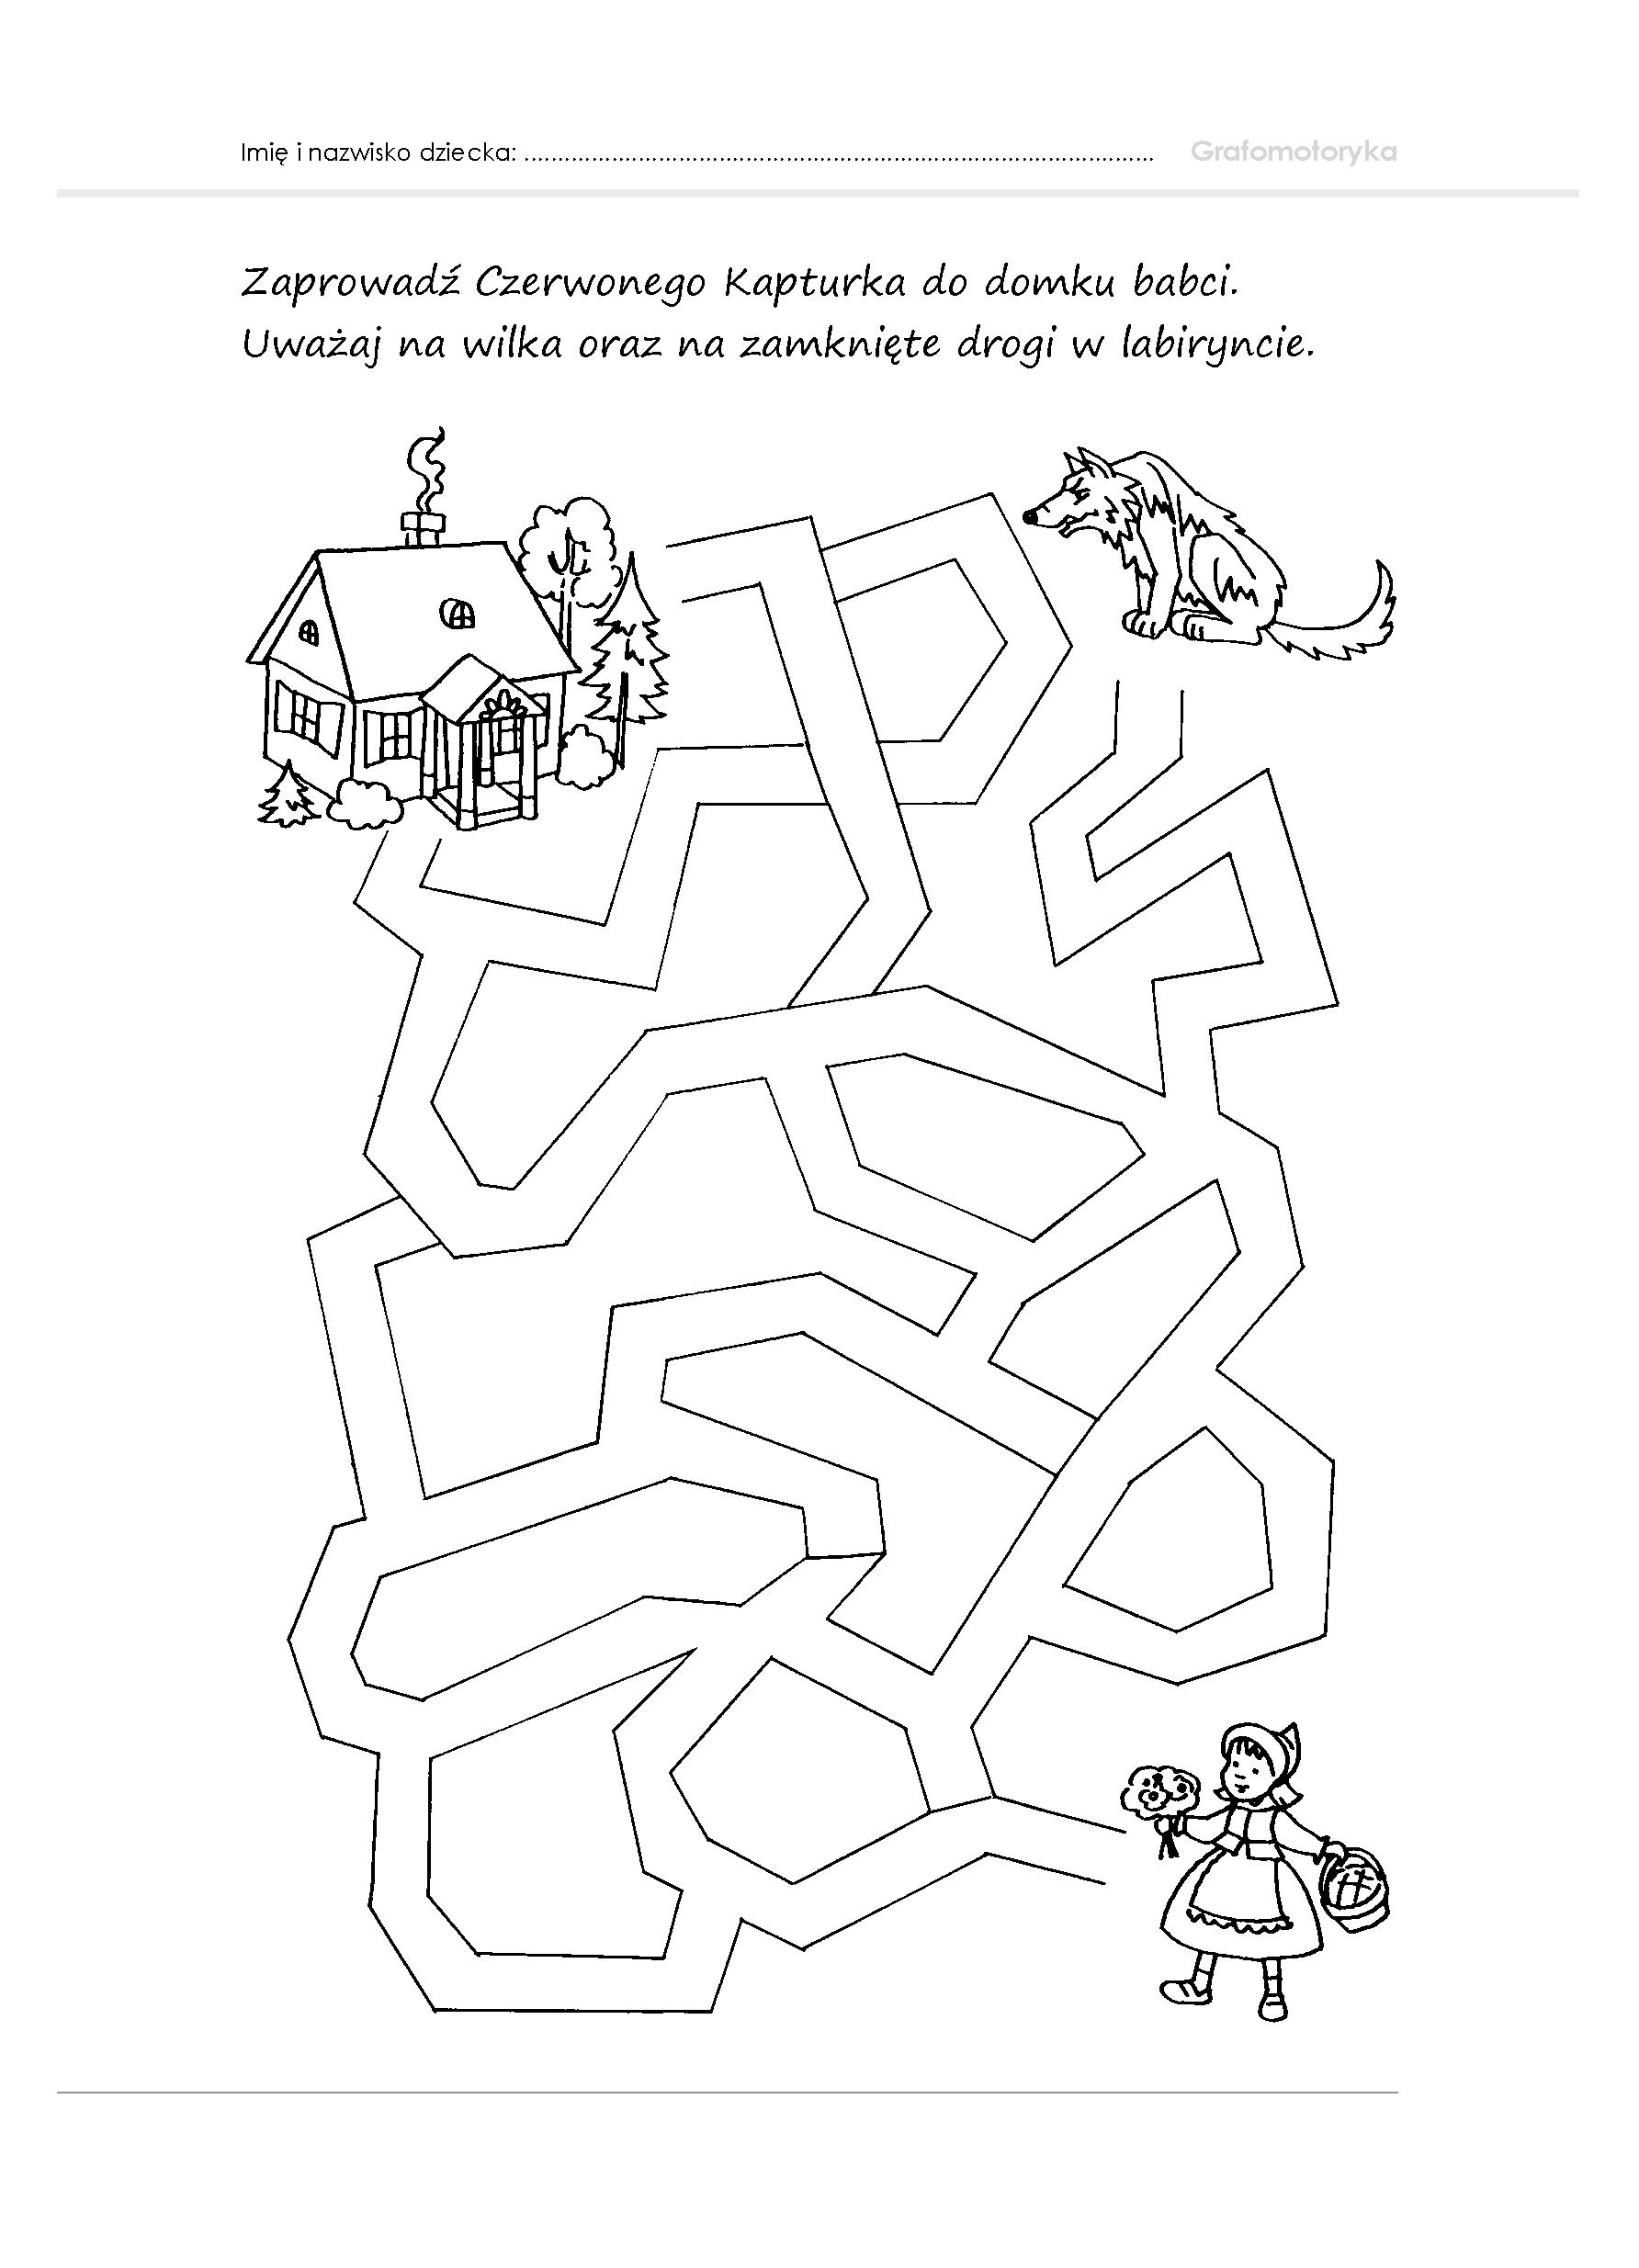 Imię i nazwisko dziecka: ............................................................................................... Grafomotoryka
Zaprowadź Czerwonego Kapturka do domku babci.
Uważaj na wilka oraz na zamknięte drogi w labiryncie.